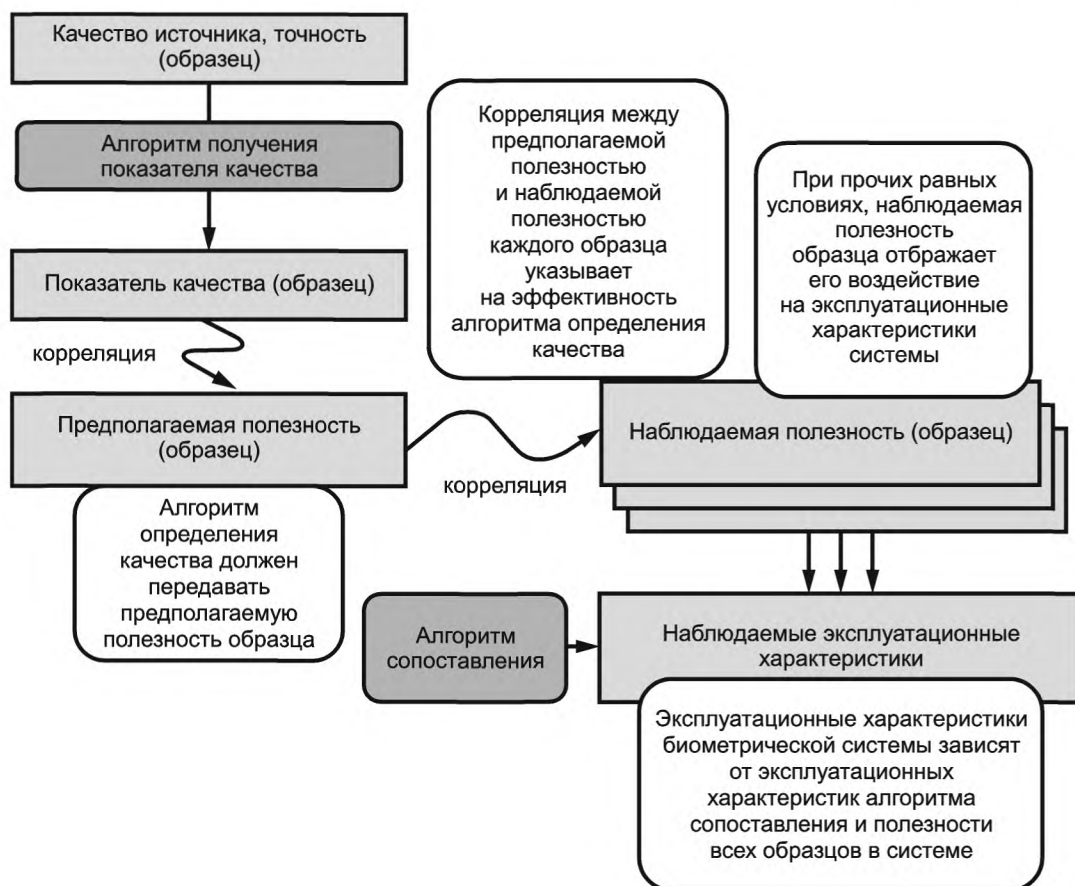 Качество источника, точность
(образец)
Алгоритм получения
показателя качества
Показатель качества (образец)
корреляция
Предполагаемая полезность
(образец)
Алгоритм
определения
качества должен
передавать
предполагаемую
полезность образца
корреляция
Корреляция между
предполагаемой
полезностью
и наблюдаемой
полезностью
каждого образца
указывает
на эффективность
алгоритма определения
качества
При прочих равных
условиях, наблюдаемая
полезность
образца отбражает
его воздействие
на эксплуатационные
характеристики
системы
Наблюдаемая полезность (образец)
Алгоритм
сопоставления
Наблюдаемые эксплуатационные
характеристики
Эксплуатационные характеристики
биометрической системы зависят
от эксплуатационных
характеристик алгоритма
сопоставления и полезности
всех образцов в системе